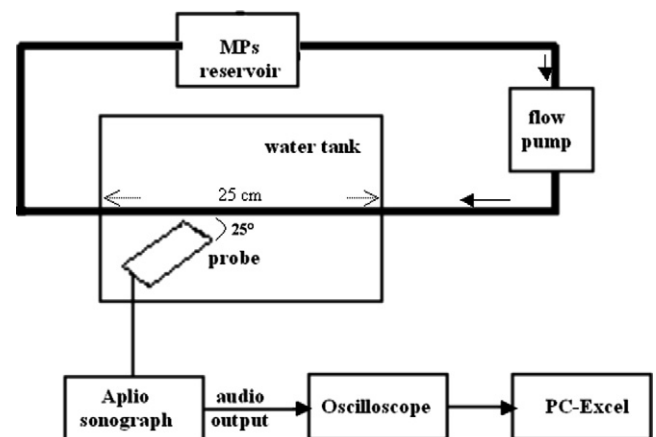 MPs
reservoir
flow
pump
water tank
25 cm
25°
probe
Aplio
sonograph
audio
output
Oscilloscope
PC-Excel